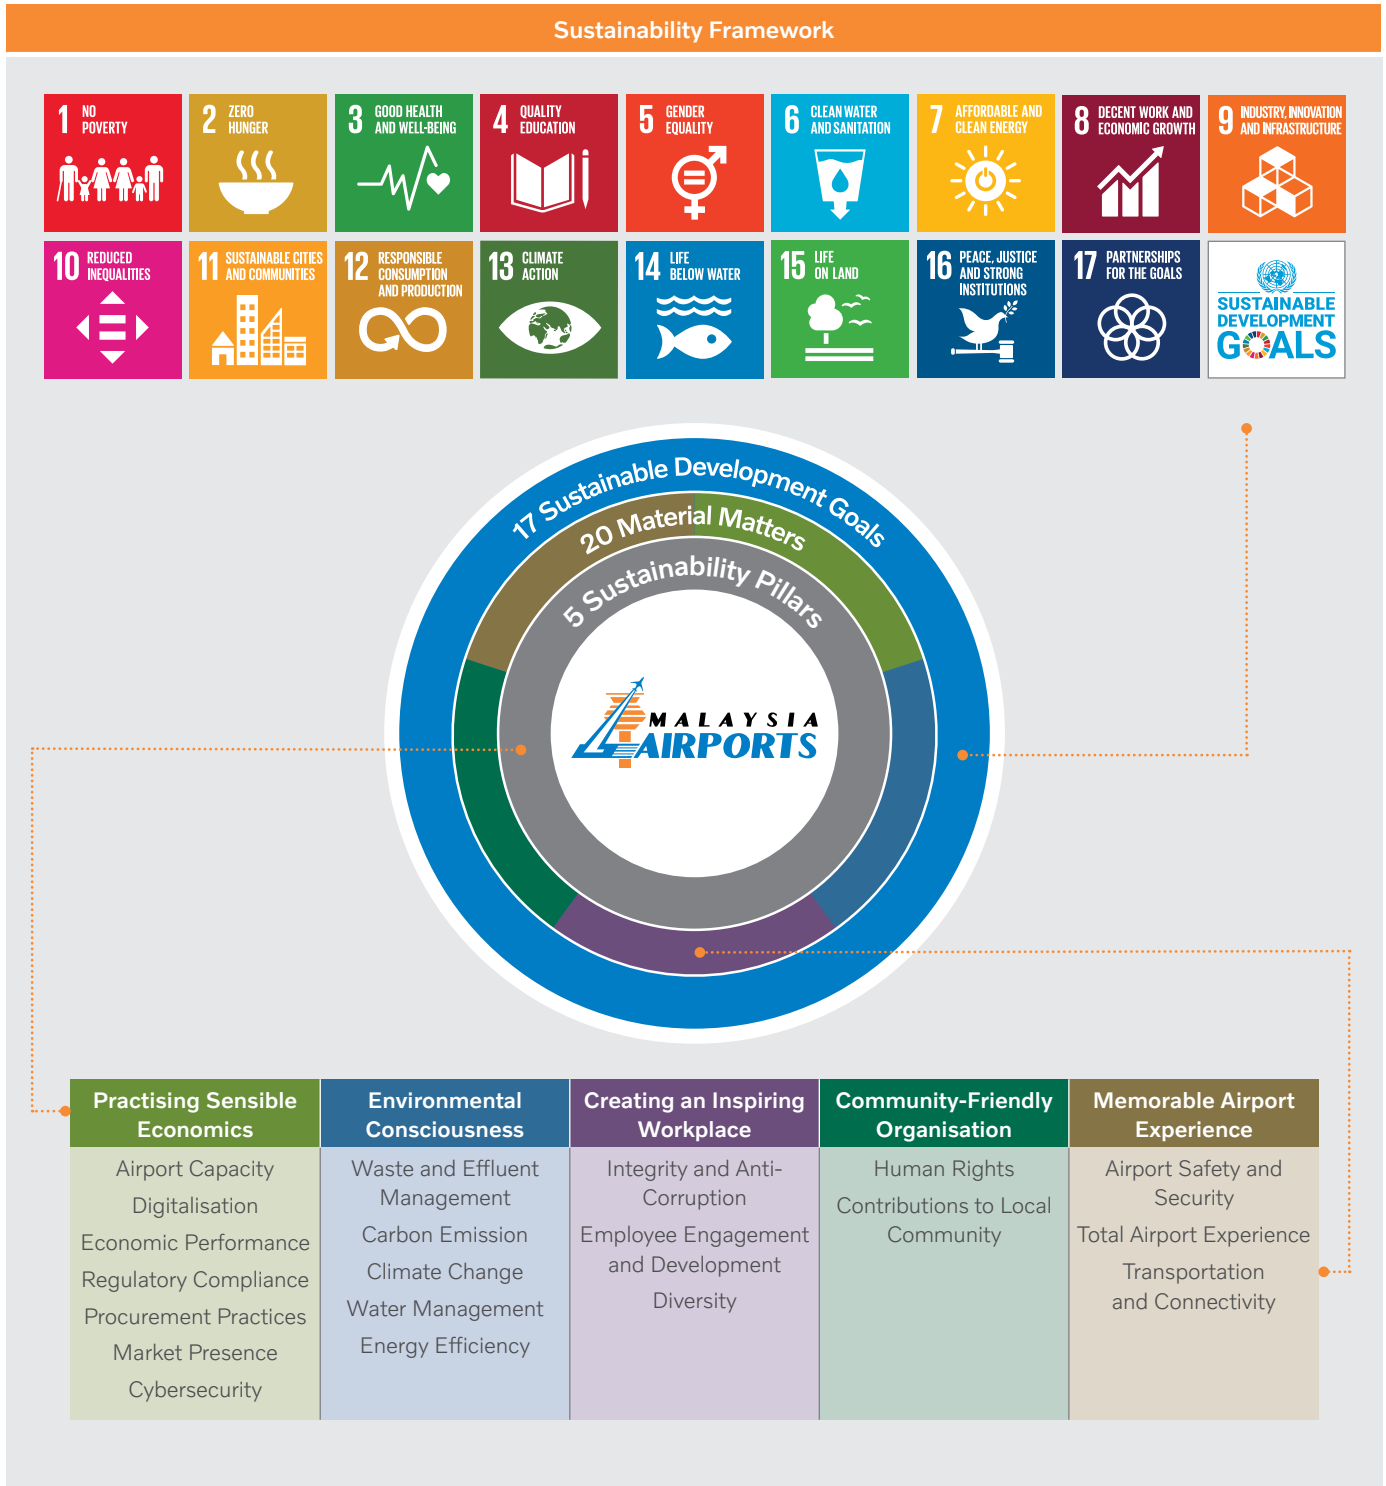 Sustainability Framework
1 NO
POVERTY
2 ZERO
HUNGER
3 GOOD HEALTH
AND WELL-BEING
4 QUALITY
EDUCATION
5 GENDER
EQUALITY
6 CLEAN WATER
AND SANITATION
7 AFFORDABLE AND
CLEAN ENERGY
8 DECENT WORK AND
ECONOMIC GROWTH
9 INDUSTRY, INNOVATION
AND INFRASTRUCTURE
10 REDUCED
INEQUALITIES
11 SUSTAINABLE CITIES
AND COMMUNITIES
12 RESPONSIBLE
CONSUMPTION
AND PRODUCTION
13 CLIMATE
ACTION
14 LIFE
BELOW WATER
15 LIFE
ON LAND
16 PEACE, JUSTICE
AND STRONG
INSTITUTIONS
17 PARTNERSHIPS
FOR THE GOALS
SUSTAINABLE
DEVELOPMENT
GOALS
17 Sustainable Development Goals
20 Material Matters
5 Sustainability Pillars
MALAYSIA
AIRPORTS
Practising Sensible
Economics
Airport Capacity
Digitalisation
Economic Performance
Regulatory Compliance
Procurement Practices
Market Presence
Cybersecurity
Environmental
Consciousness
Waste and Effluent
Management
Carbon Emission
Climate Change
Water Management
Energy Efficiency
Creating an Inspiring
Workplace
Integrity and Anti-
Corruption
Employee Engagement
and Development
Diversity
Community-Friendly
Organisation
Human Rights
Contributions to Local
Community
Memorable Airport
Experience
Airport Safety and
Security
Total Airport Experience
Transportation
and Connectivity